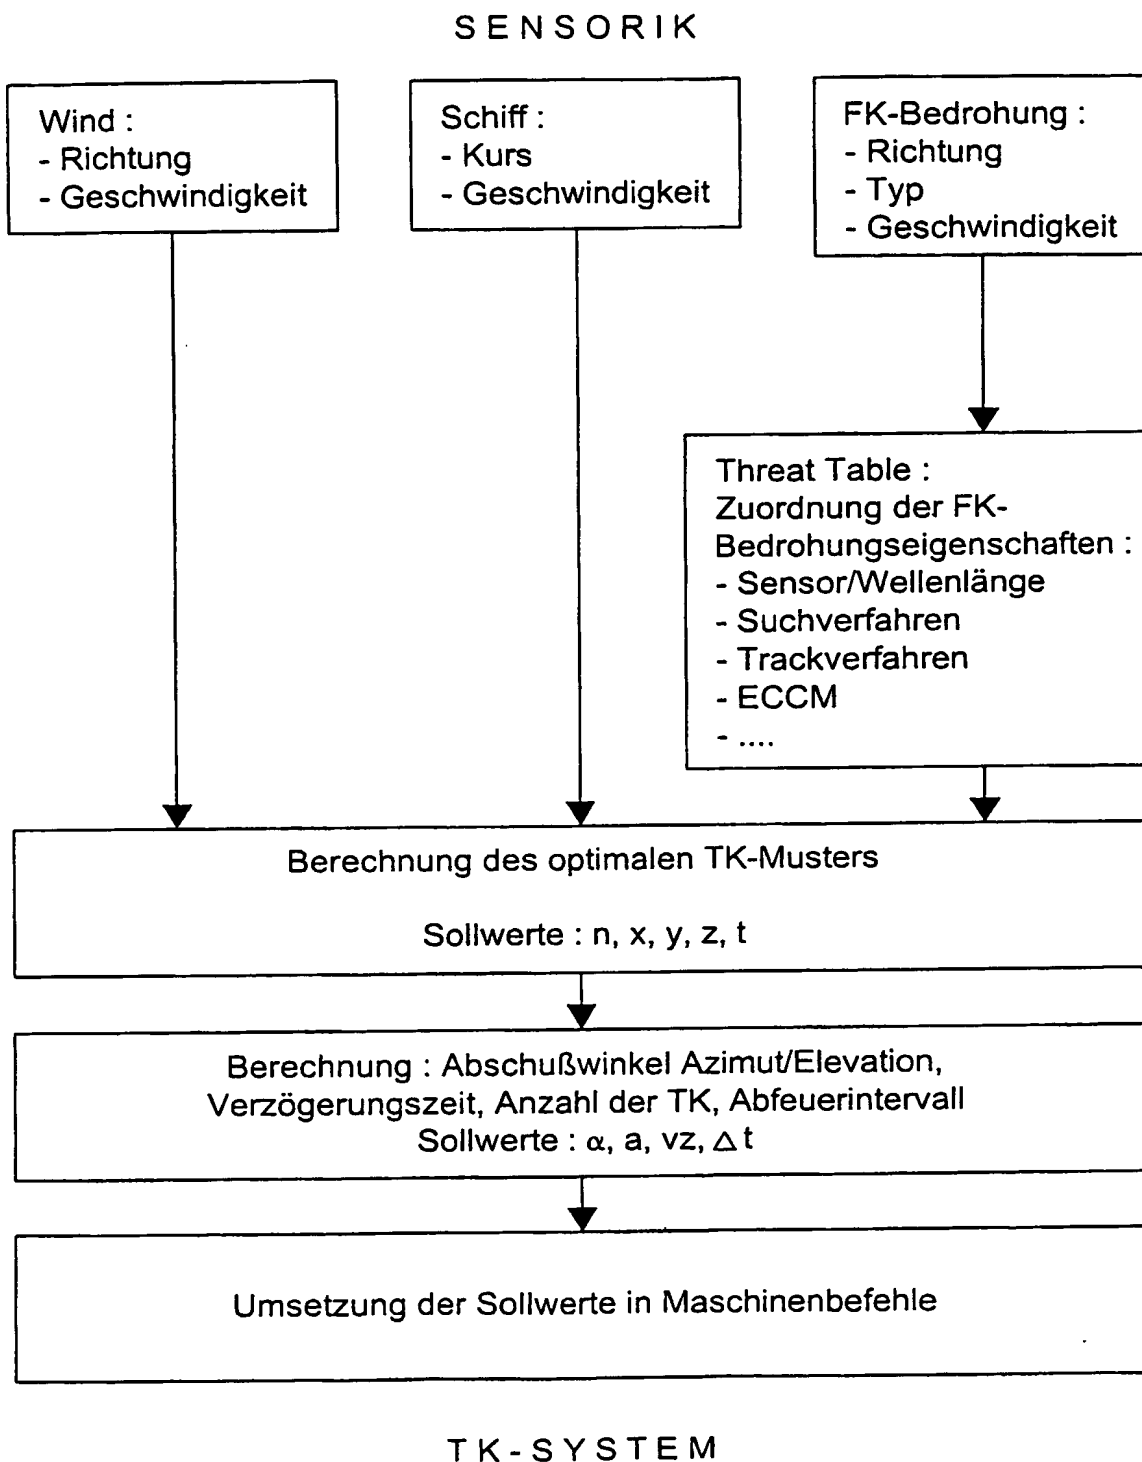 SENSORIK
Wind :
- Richtung
- Geschwindigkeit
Schiff :
- Kurs
- Geschwindigkeit
FK-Bedrohung :
- Richtung
- Typ
- Geschwindigkeit
Threat Table :
Zuordnung der FK-
Bedrohungseigenschaften :
- Sensor/Wellenlänge
- Suchverfahren
- Trackverfahren
- ECCM
- ....
Berechnung des optimalen TK-Musters
Sollwerte : n, x, y, z, t
Berechnung : Abschußwinkel Azimut/Elevation,
Verzögerungszeit, Anzahl der TK, Abfeuerintervall
Sollwerte : α, a, vz, △ t
Umsetzung der Sollwerte in Maschinenbefehle
TK-SYSTEM